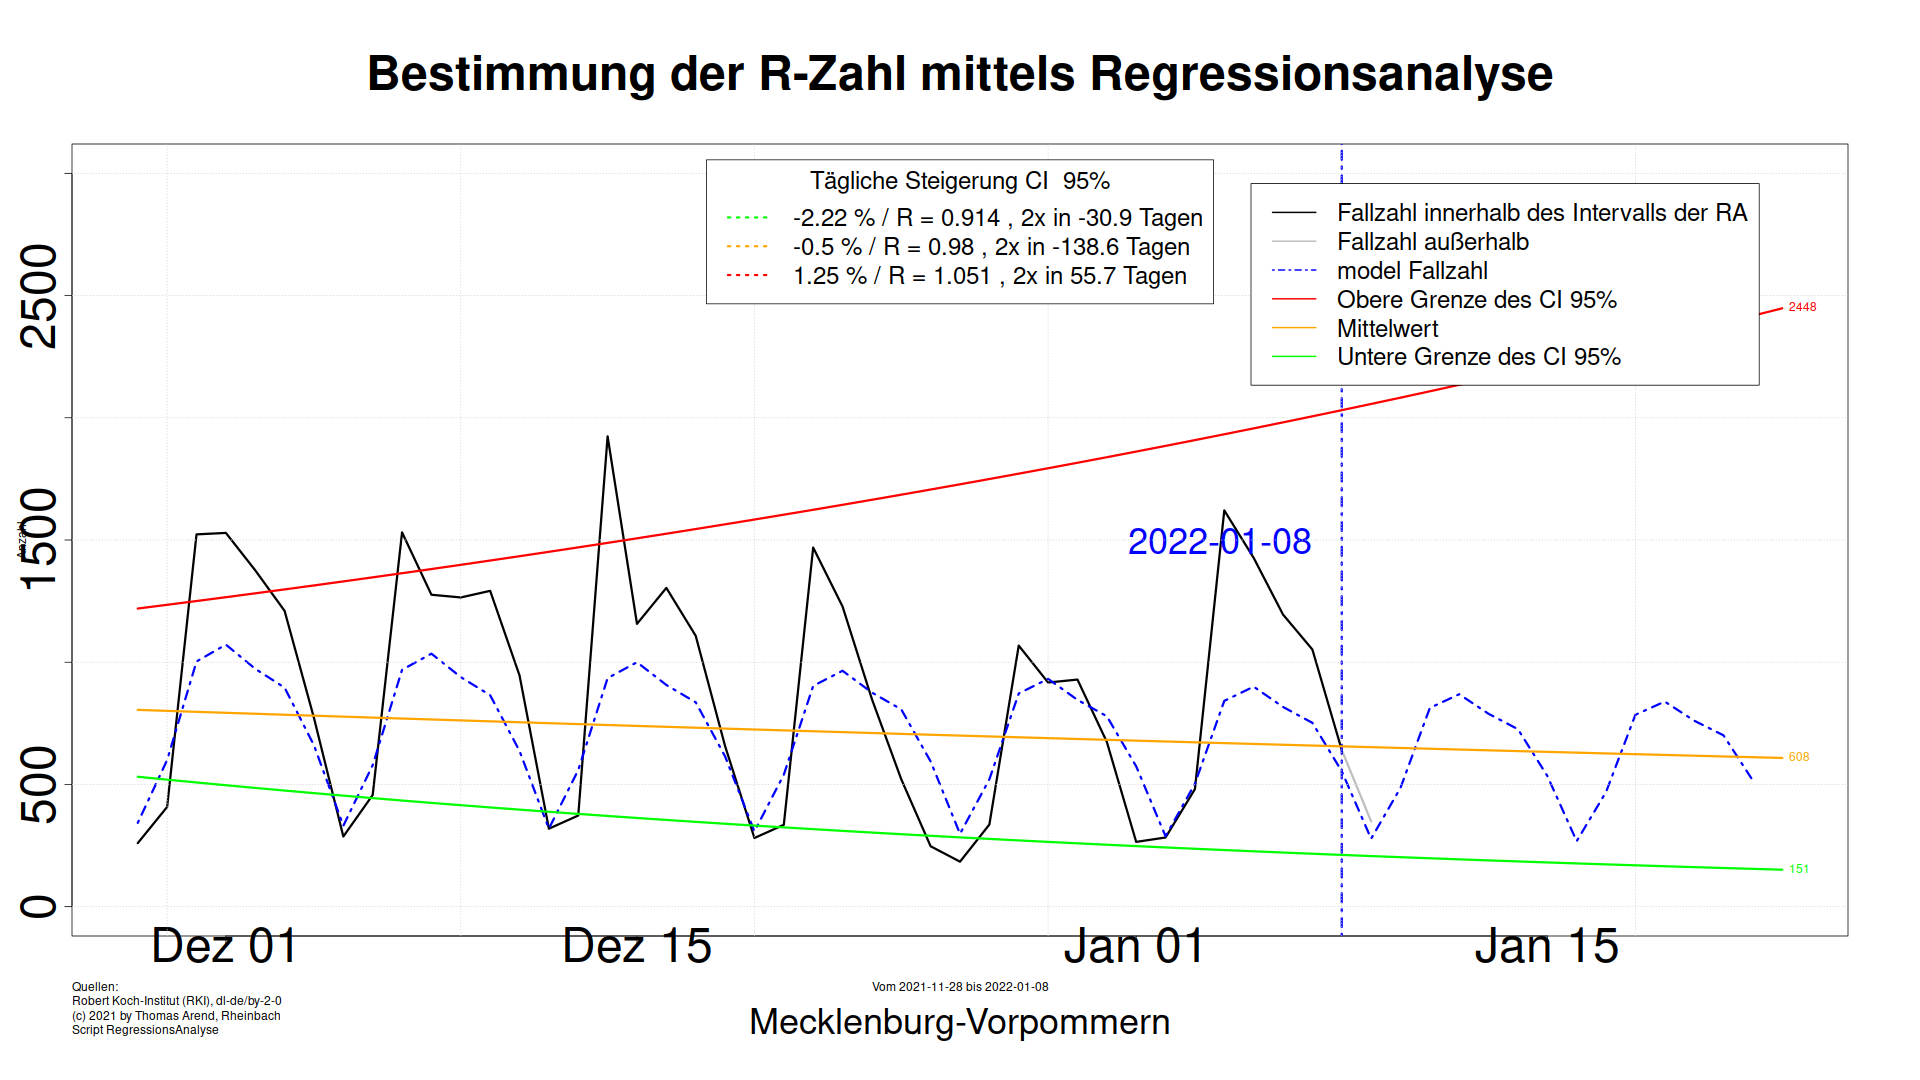 Bestimmung der R-Zahl mittels Regressionsanalyse
Tägliche Steigerung CI 95%
-2.22 % / R = 0.914 , 2x in -30.9 Tagen
-0.5 % / R = 0.98 , 2x in -138.6 Tagen
1.25 % / R = 1.051 , 2x in 55.7 Tagen
Fallzahl innerhalb des Intervalls der RA
Fallzahl außerhalb
model Fallzahl
Obere Grenze des CI 95%
Mittelwert
Untere Grenze des CI 95%
2448
2500
2022-01-08
1500
Anzahl
608
500
151
0
Dez 01
Dez 15
Jan 01
Jan 15
Quellen:
Robert Koch-Institut (RKI), dl-de/by-2-0
(c) 2021 by Thomas Arend, Rheinbach
Script RegressionsAnalyse
Vom 2021-11-28 bis 2022-01-08
Mecklenburg-Vorpommern